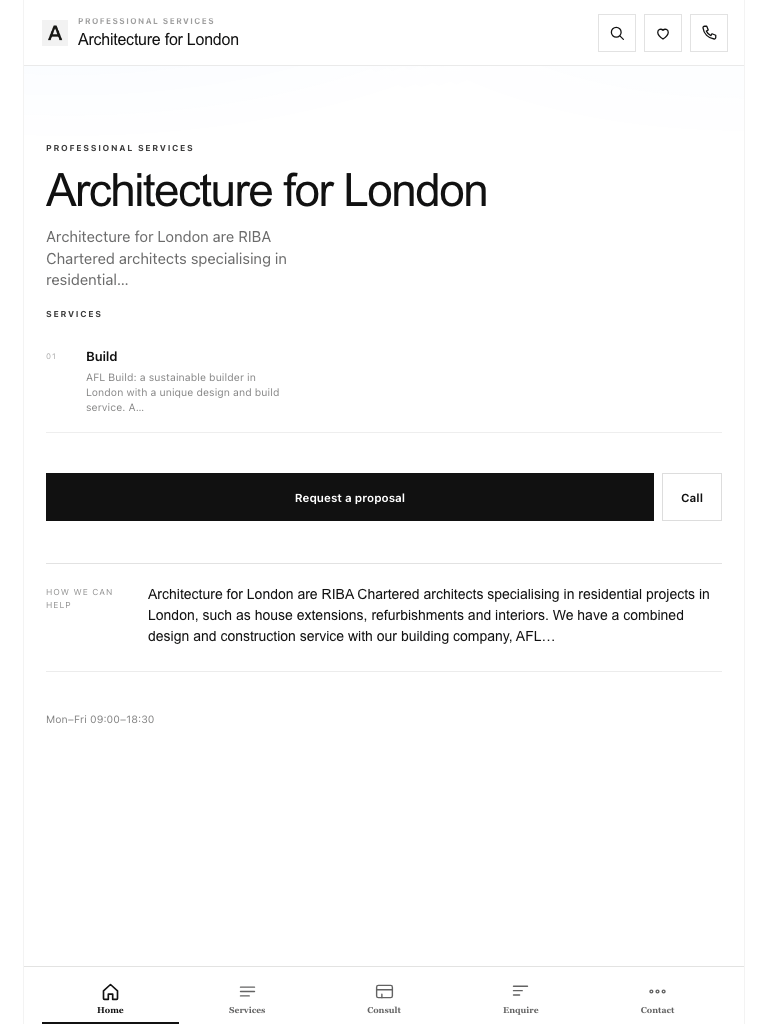 A
PROFESSIONAL SERVICES
Architecture for London
PROFESSIONAL SERVICES
Architecture for London
Architecture for London are RIBA
Chartered architects specialising in
residential...
SERVICES
01
Build
AFL Build: a sustainable builder in
London with a unique design and build
service. A...
Request a proposal
Call
HOW WE CAN
HELP
Architecture for London are RIBA Chartered architects specialising in residential projects in
London, such as house extensions, refurbishments and interiors. We have a combined
design and construction service with our building company, AFL…
Mon–Fri 09:00–18:30
Home
Services
Consult
Enquire
Contact